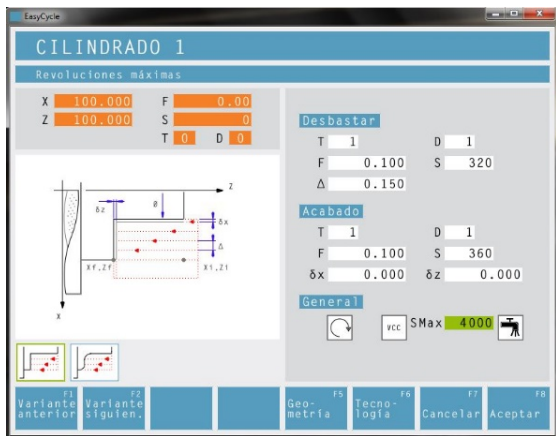 EasyCycle
CILINDRADO 1
Revoluciones máximas
X 100.000 F 0.00
Z 100.000 S 0
T 0 D 0
Desbastar
T 1 D 1
F 0.100 S 320
Δ 0.150
Acabado
T 1 D 1
F 0.100 S 360
δx 0.000 δz 0.000
General
VCC SMax 4000
Z
δz Ø
δx
Δ
Xf,Zf Xi,Zi
X
F1 F2 F5 F6 F7 F8
Variante Variante Geo- Tecno- Cancelar Aceptar
anterior siguien. metría logía